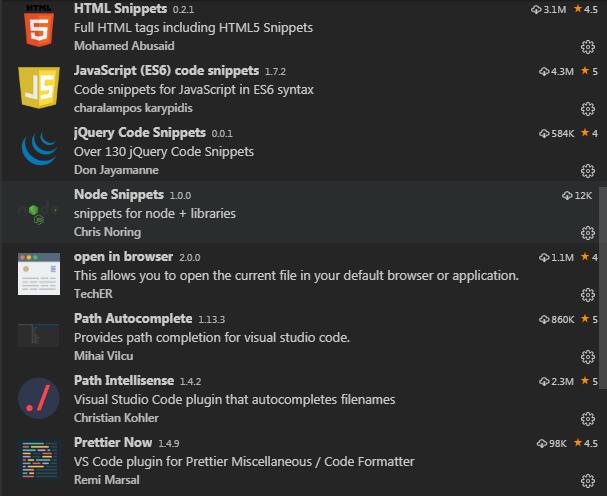 HTML Snippets 0.2.1 3.1M ★ 4.5
Full HTML tags including HTML5 Snippets
Mohamed Abusaid
JavaScript (ES6) code snippets 1.7.2 4.3M ★ 5
Code snippets for JavaScript in ES6 syntax
charalampos karypidis
jQuery Code Snippets 0.0.1 584K ★ 4
Over 130 jQuery Code Snippets
Don Jayamanne
Node Snippets 1.0.0 12K
snippets for node + libraries
Chris Noring
open in browser 2.0.0 1.1M ★ 4
This allows you to open the current file in your default browser or application.
TechER
Path Autocomplete 1.13.3 860K ★ 5
Provides path completion for visual studio code.
Mihai Vilcu
Path Intellisense 1.4.2 2.3M ★ 5
Visual Studio Code plugin that autocompletes filenames
Christian Kohler
Prettier Now 1.4.9 98K ★ 4.5
VS Code plugin for Prettier Miscellaneous / Code Formatter
Remi Marsal